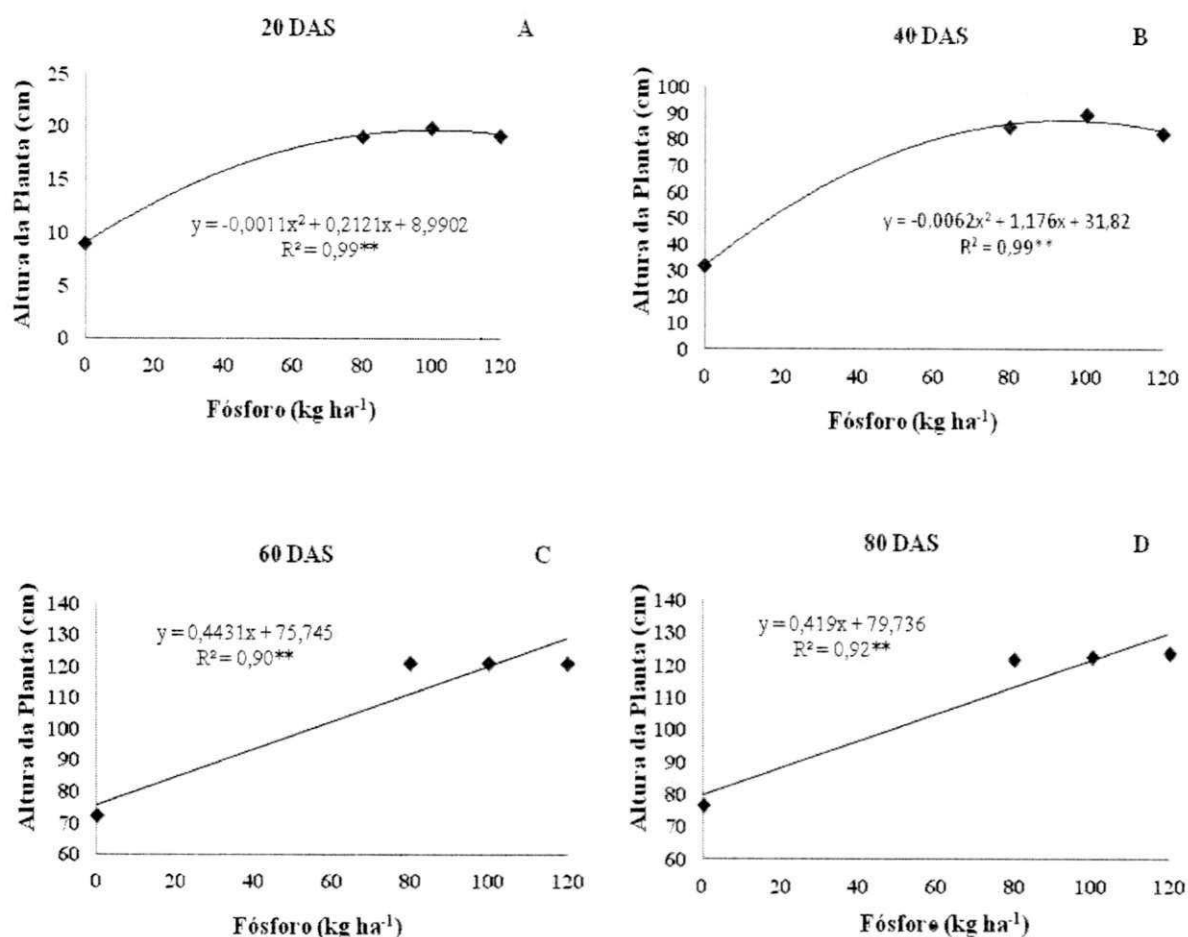 20 DAS
A
Altura da Planta (cm)
25
20
15
10
5
0
y = -0,0011x² + 0,2121x + 8,9902
R² = 0,99**
0 20 40 60 80 100 120
Fósforo (kg ha⁻¹)
40 DAS
B
Altura da Planta (cm)
100
90
80
70
60
50
40
30
20
10
0
y = -0,0062x² + 1,176x + 31,82
R² = 0,99**
0 20 40 60 80 100 120
Fósforo (kg ha⁻¹)
60 DAS
C
Altura da Planta (cm)
140
130
120
110
100
90
80
70
60
y = 0,4431x + 75,745
R² = 0,90**
0 20 40 60 80 100 120
Fósforo (kg ha⁻¹)
80 DAS
D
Altura da Planta (cm)
140
130
120
110
100
90
80
70
60
y = 0,419x + 79,736
R² = 0,92**
0 20 40 60 80 100 120
Fósforo (kg ha⁻¹)